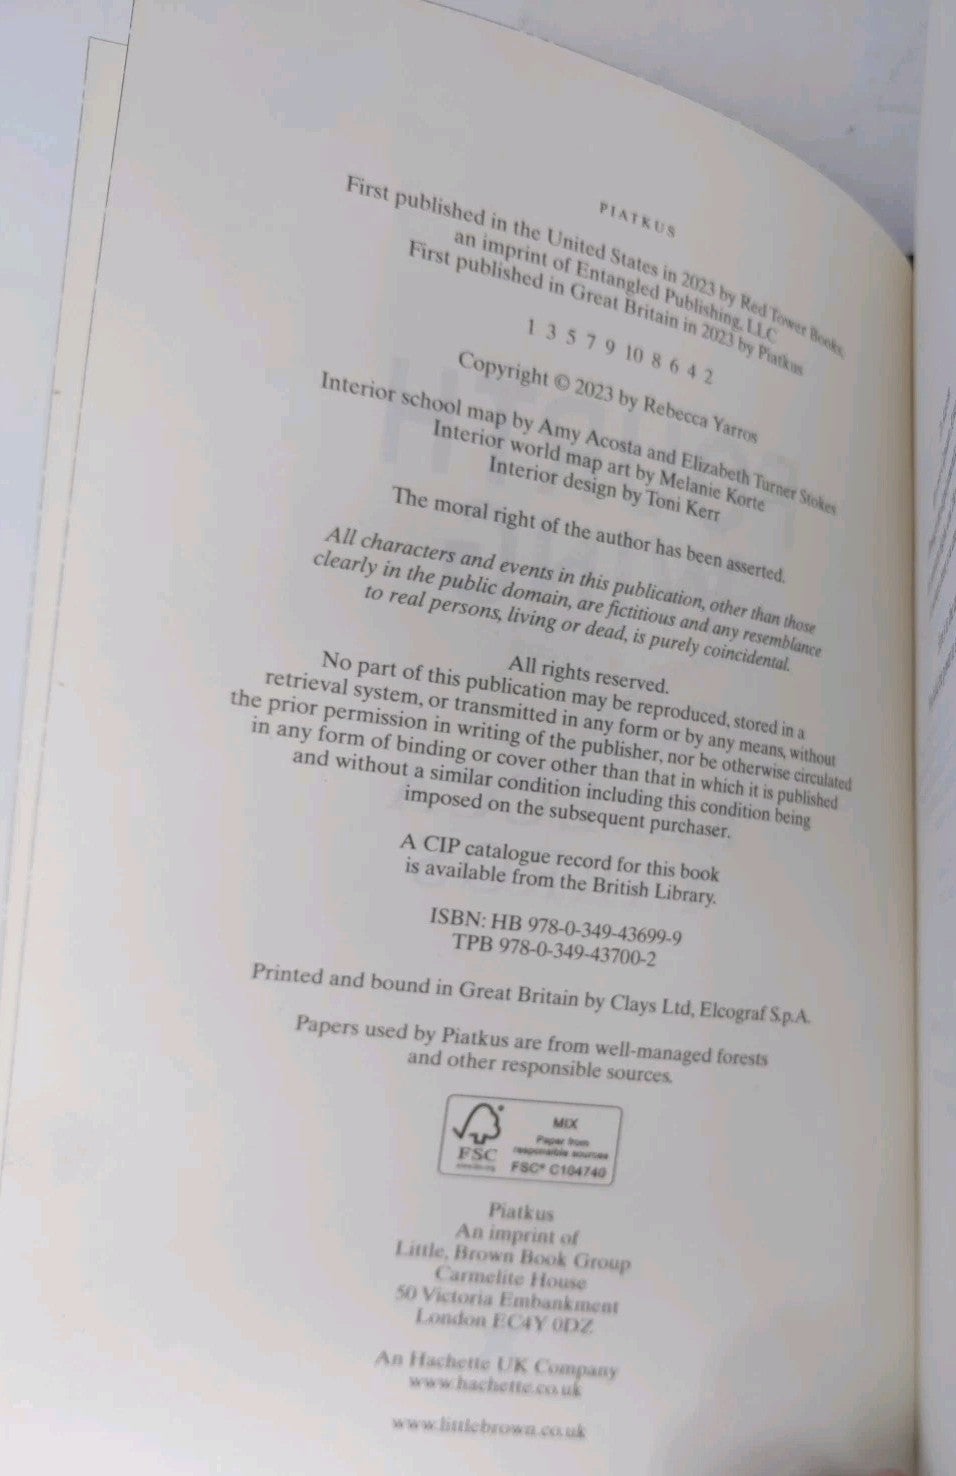 PIATKUS
First published in the United States in 2023 by Red Tower Books,
an imprint of Entangled Publishing, LLC
First published in Great Britain in 2023 by Piatkus
1 3 5 7 9 10 8 6 4 2
Copyright © 2023 by Rebecca Yarros
Interior school map by Amy Acosta and Elizabeth Turner Stokes
Interior world map art by Melanie Korte
Interior design by Toni Kerr
The moral right of the author has been asserted.
All characters and events in this publication, other than those
clearly in the public domain, are fictitious and any resemblance
to real persons, living or dead, is purely coincidental.
All rights reserved.
No part of this publication may be reproduced, stored in a
retrieval system, or transmitted in any form or by any means, without
the prior permission in writing of the publisher, nor be otherwise circulated
in any form of binding or cover other than that in which it is published
and without a similar condition including this condition being
imposed on the subsequent purchaser.
A CIP catalogue record for this book
is available from the British Library.
ISBN: HB 978-0-349-43699-9
TPB 978-0-349-43700-2
Printed and bound in Great Britain by Clays Ltd, Elcograf S.p.A.
Papers used by Piatkus are from well-managed forests
and other responsible sources.
FSC
MIX
Paper from
responsible sources
FSC® C104740
Piatkus
An imprint of
Little, Brown Book Group
Carmelite House
50 Victoria Embankment
London EC4Y 0DZ
An Hachette UK Company
www.hachette.co.uk
www.littlebrown.co.uk